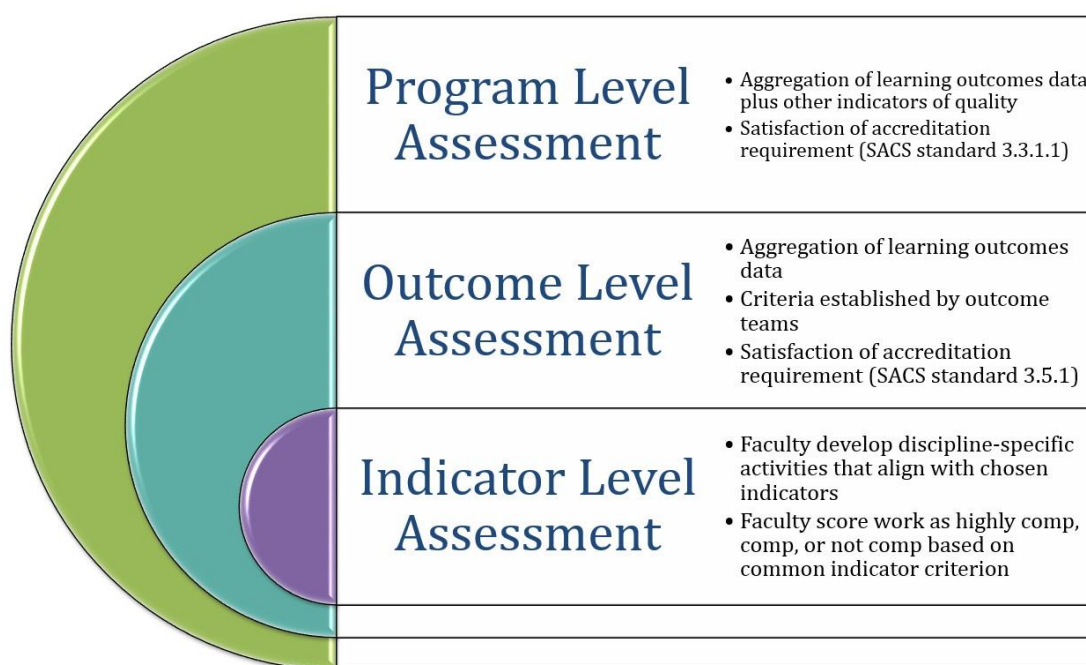 Program Level
Assessment
• Aggregation of learning outcomes data
plus other indicators of quality
• Satisfaction of accreditation
requirement (SACS standard 3.3.1.1)
Outcome Level
Assessment
• Aggregation of learning outcomes
data
• Criteria established by outcome
teams
• Satisfaction of accreditation
requirement (SACS standard 3.5.1)
Indicator Level
Assessment
• Faculty develop discipline-specific
activities that align with chosen
indicators
• Faculty score work as highly comp,
comp, or not comp based on
common indicator criterion